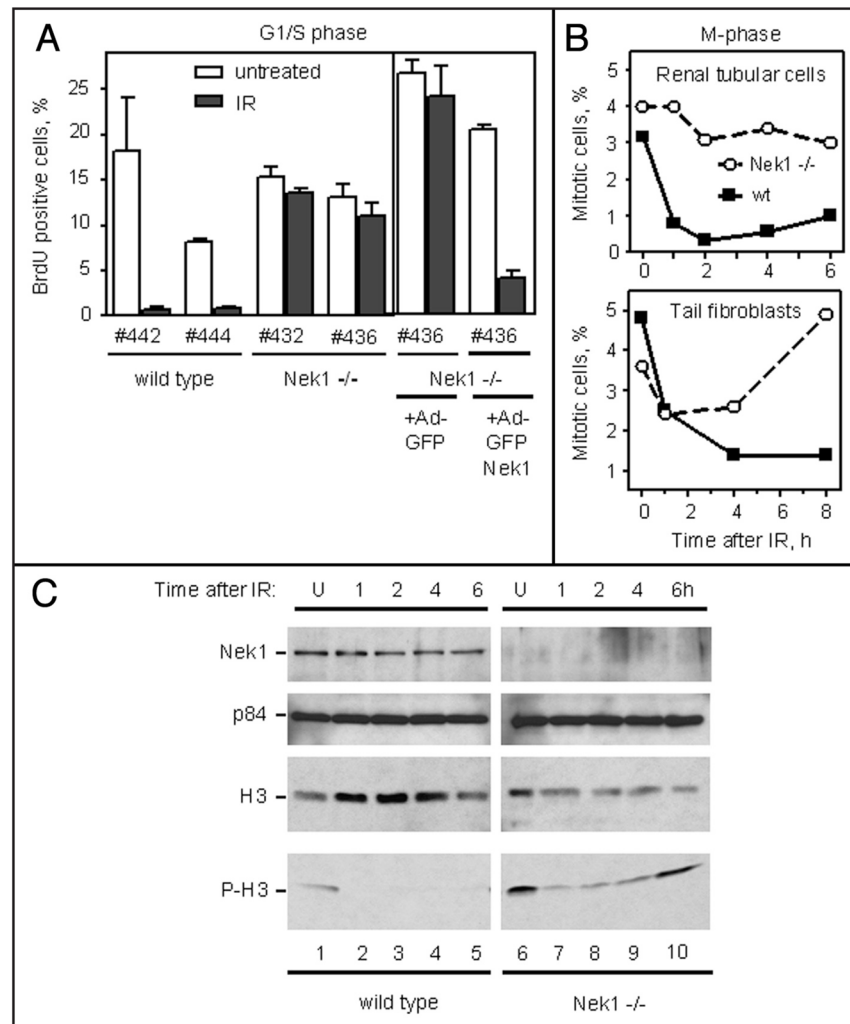 A
G1/S phase
untreated
IR
BrdU positive cells, %
25
20
15
10
5
0
#442 #444 #432 #436 #436 #436
wild type Nek1 -/- Nek1 -/-
+Ad-
GFP
+Ad-
GFP
Nek1
B
M-phase
Renal tubular cells
Mitotic cells, %
5
4
3
2
1
0
Nek1 -/-
wt
0 2 4 6
Tail fibroblasts
Mitotic cells, %
5
4
3
2
1
0 2 4 6 8
Time after IR, h
C
Time after IR: U 1 2 4 6 U 1 2 4 6h
Nek1
p84
H3
P-H3
1 2 3 4 5 6 7 8 9 10
wild type Nek1 -/-